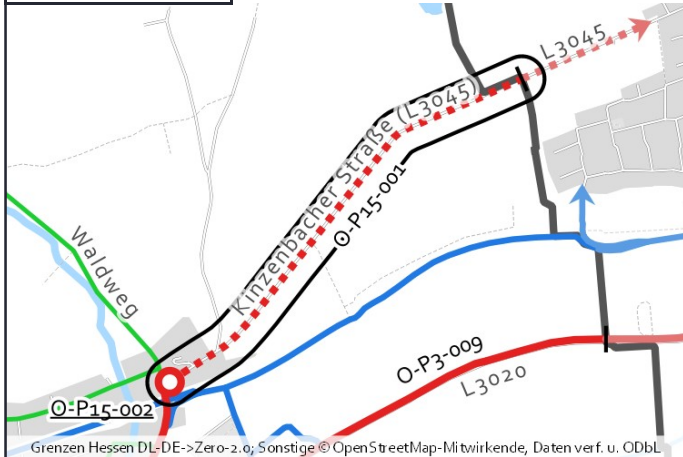 L3045
Kinzenbacher Straße (L3045)
O-P15-001
Waldweg
O-P3-009
L3020
O-P15-002
Grenzen Hessen DL-DE->Zero-2.0; Sonstige © OpenStreetMap-Mitwirkende, Daten verf. u. ODbL